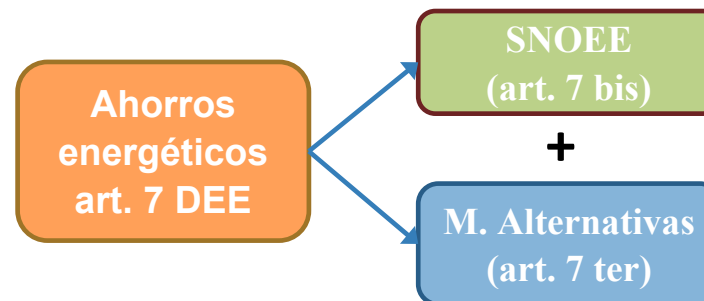 Ahorros
energéticos
art. 7 DEE
SNOEE
(art. 7 bis)
+
M. Alternativas
(art. 7 ter)